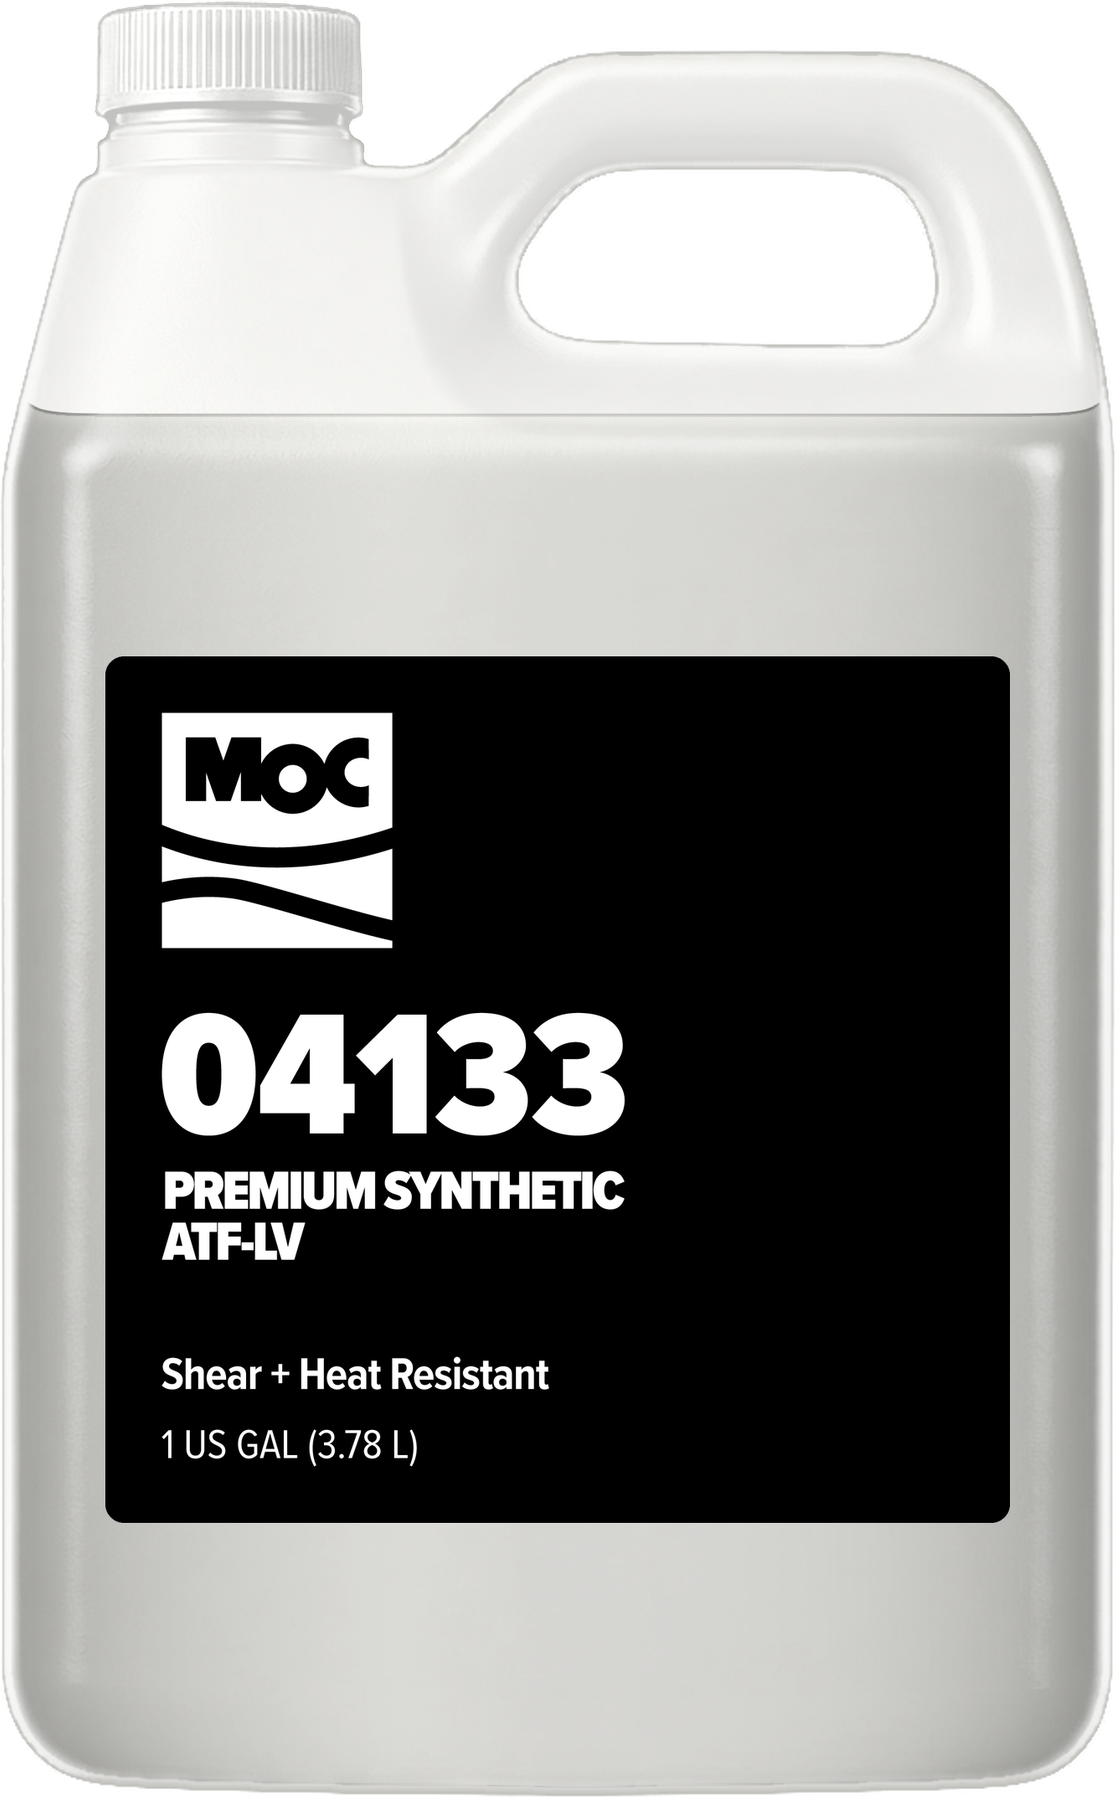 MOC
04133
PREMIUM SYNTHETIC
ATF-LV
Shear + Heat Resistant
1 US GAL (3.78 L)